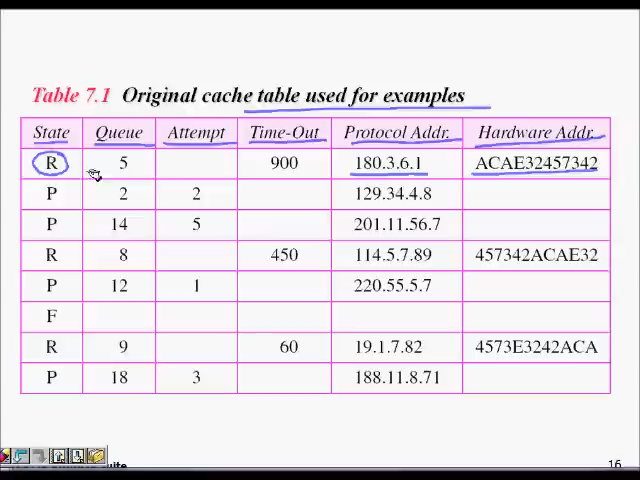 Table 7.1 Original cache table used for examples
State Queue Attempt Time-Out Protocol Addr. Hardware Addr.
R 5 900 180.3.6.1 ACAE32457342
P 2 2 129.34.4.8
P 14 5 201.11.56.7
R 8 450 114.5.7.89 457342ACAE32
P 12 1 220.55.5.7
F
R 9 60 19.1.7.82 4573E3242ACA
P 18 3 188.11.8.71
16